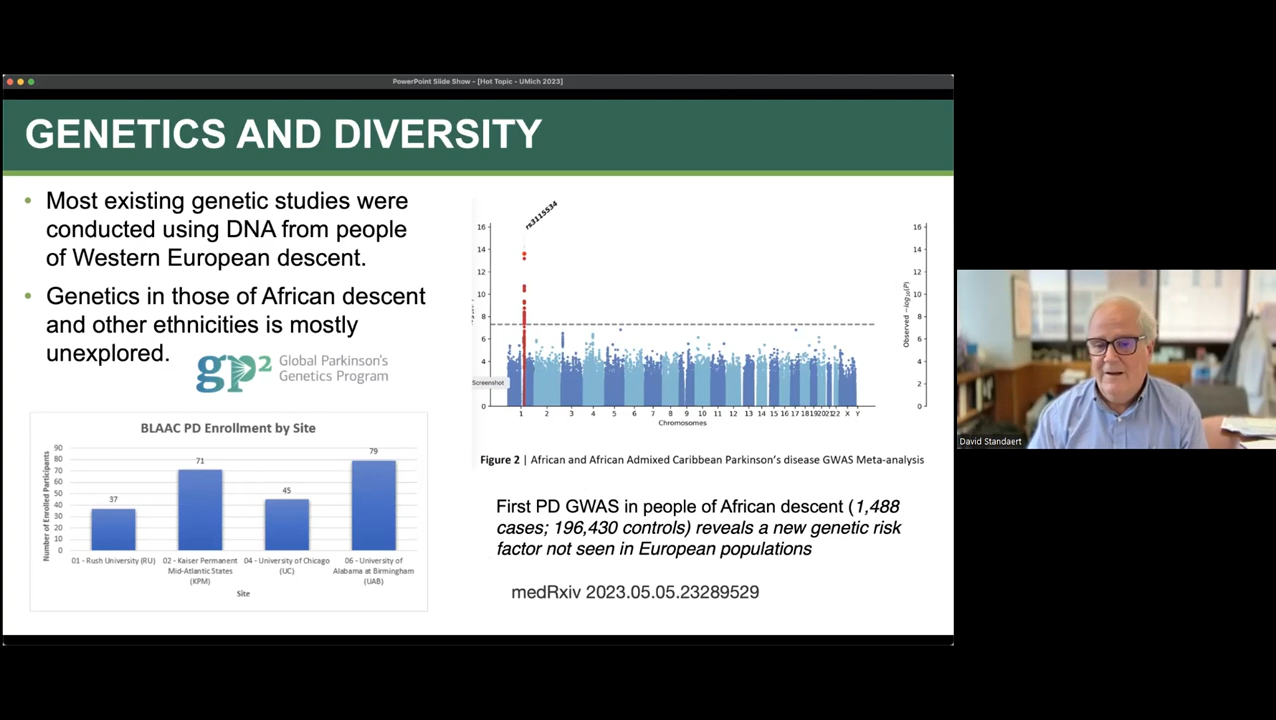 PowerPoint Slide Show - [Hot Topic - UMich 2023]
GENETICS AND DIVERSITY
• Most existing genetic studies were
conducted using DNA from people
of Western European descent.
• Genetics in those of African descent
and other ethnicities is mostly
unexplored.
gp2 Global Parkinson's
Genetics Program
BLAAC PD Enrollment by Site
Number of Enrolled Participants
90
80
70
60
50
40
30
20
10
0
37
71
45
79
01 - Rush University (RU)
02 - Kaiser Permanent
Mid-Atlantic States
(KPM)
04 - University of Chicago
(UC)
06 - University of
Alabama at Birmingham
(UAB)
Site
rs3115534
16
14
12
10
8
6
4
2
0
Screenshot
1 2 3 4 5 6 7 8 9 10 11 12 13 14 15 16 17 18 19 20 21 22 X Y
Chromosomes
Observed −log10(P)
16
14
12
10
8
6
4
2
0
Figure 2 | African and African Admixed Caribbean Parkinson's disease GWAS Meta-analysis
First PD GWAS in people of African descent (1,488
cases; 196,430 controls) reveals a new genetic risk
factor not seen in European populations
medRxiv 2023.05.05.23289529
David Standaert